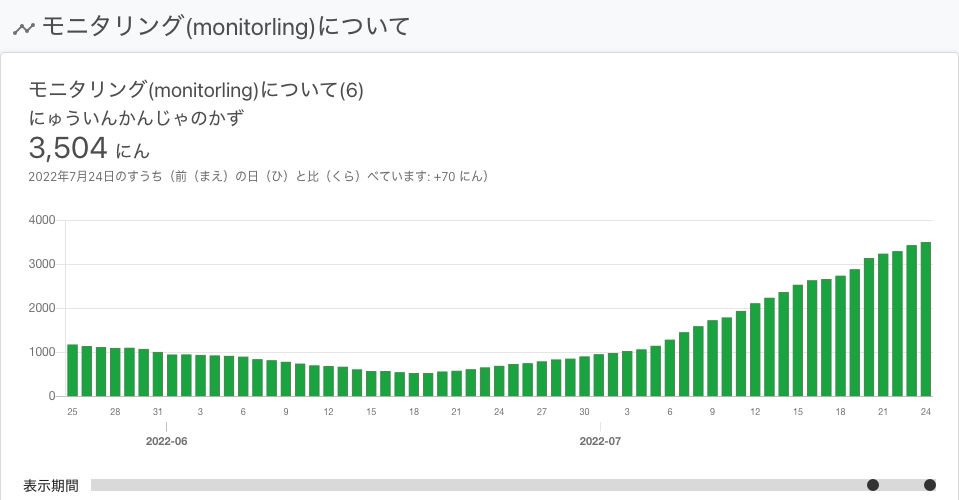 モニタリング(monitorling)について
モニタリング(monitorling)について(6)
にゅういんかんじゃのかず
3,504 にん
2022年7月24日のすうち（前（まえ）の日（ひ）と比（くら）べています: +70 にん）
4000
3000
2000
1000
0
25 28 31 3 6 9 12 15 18 21 24 27 30 3 6 9 12 15 18 21 24
2022-06 2022-07
表示期間